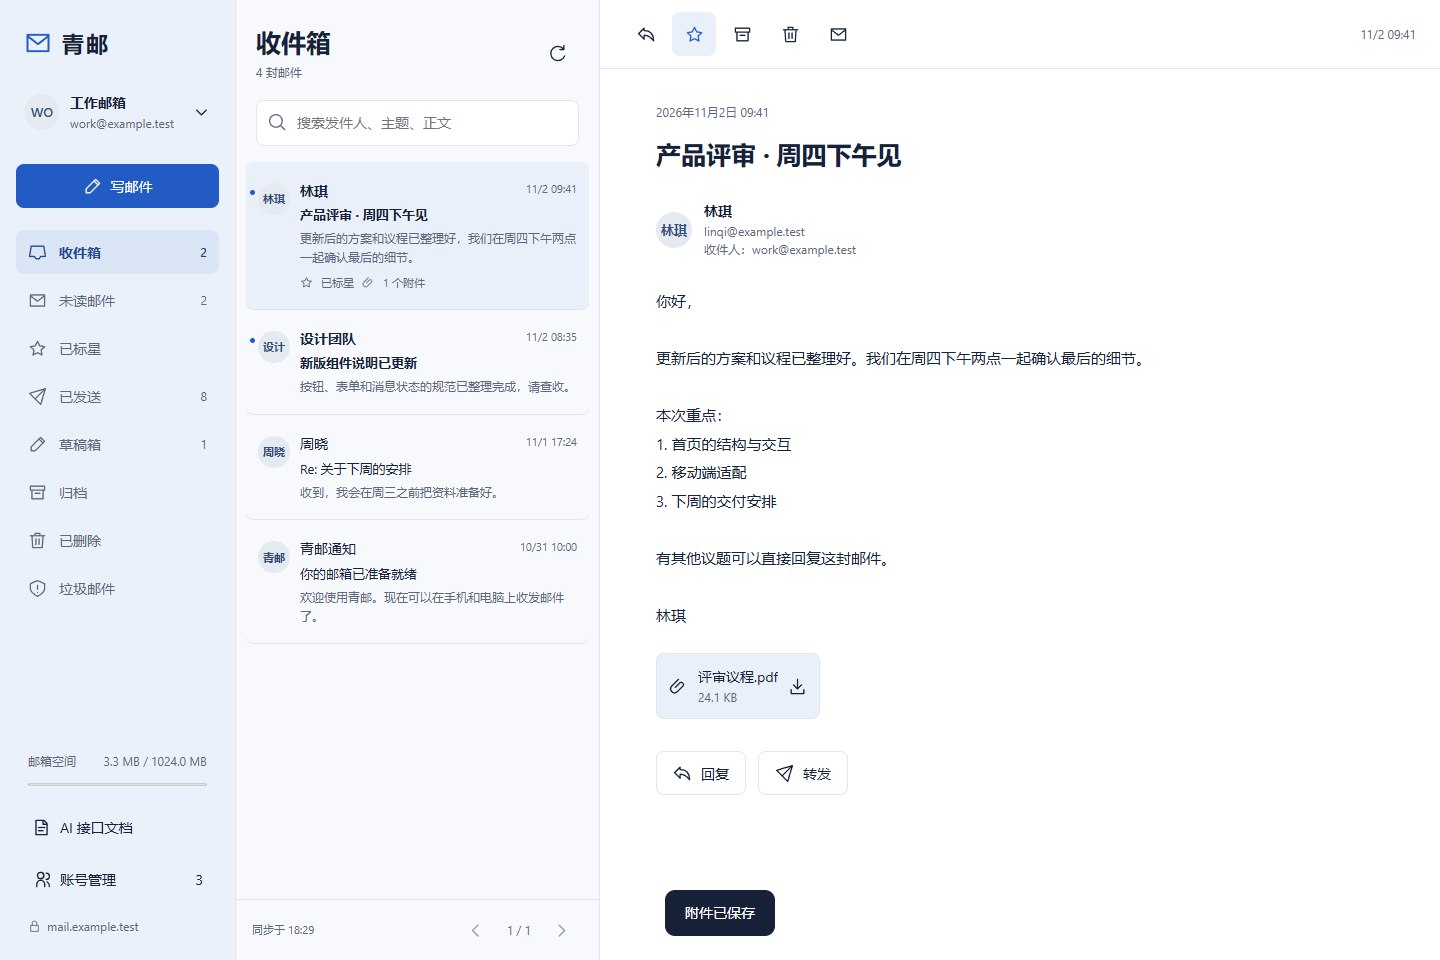 青邮
WO
工作邮箱
work@example.test
写邮件
收件箱 2
未读邮件 2
已标星
已发送 8
草稿箱 1
归档
已删除
垃圾邮件
邮箱空间 3.3 MB / 1024.0 MB
AI 接口文档
账号管理 3
mail.example.test
收件箱
4 封邮件
搜索发件人、主题、正文
林琪
林琪 11/2 09:41
产品评审 · 周四下午见
更新后的方案和议程已整理好，我们在周四下午两点
一起确认最后的细节。
已标星 1 个附件
设计
设计团队 11/2 08:35
新版组件说明已更新
按钮、表单和消息状态的规范已整理完成，请查收。
周晓
周晓 11/1 17:24
Re: 关于下周的安排
收到，我会在周三之前把资料准备好。
青邮
青邮通知 10/31 10:00
你的邮箱已准备就绪
欢迎使用青邮。现在可以在手机和电脑上收发邮件
了。
同步于 18:29
1 / 1
11/2 09:41
2026年11月2日 09:41
产品评审 · 周四下午见
林琪
林琪
linqi@example.test
收件人：work@example.test
你好，
更新后的方案和议程已整理好。我们在周四下午两点一起确认最后的细节。
本次重点：
1. 首页的结构与交互
2. 移动端适配
3. 下周的交付安排
有其他议题可以直接回复这封邮件。
林琪
评审议程.pdf
24.1 KB
回复
转发
附件已保存